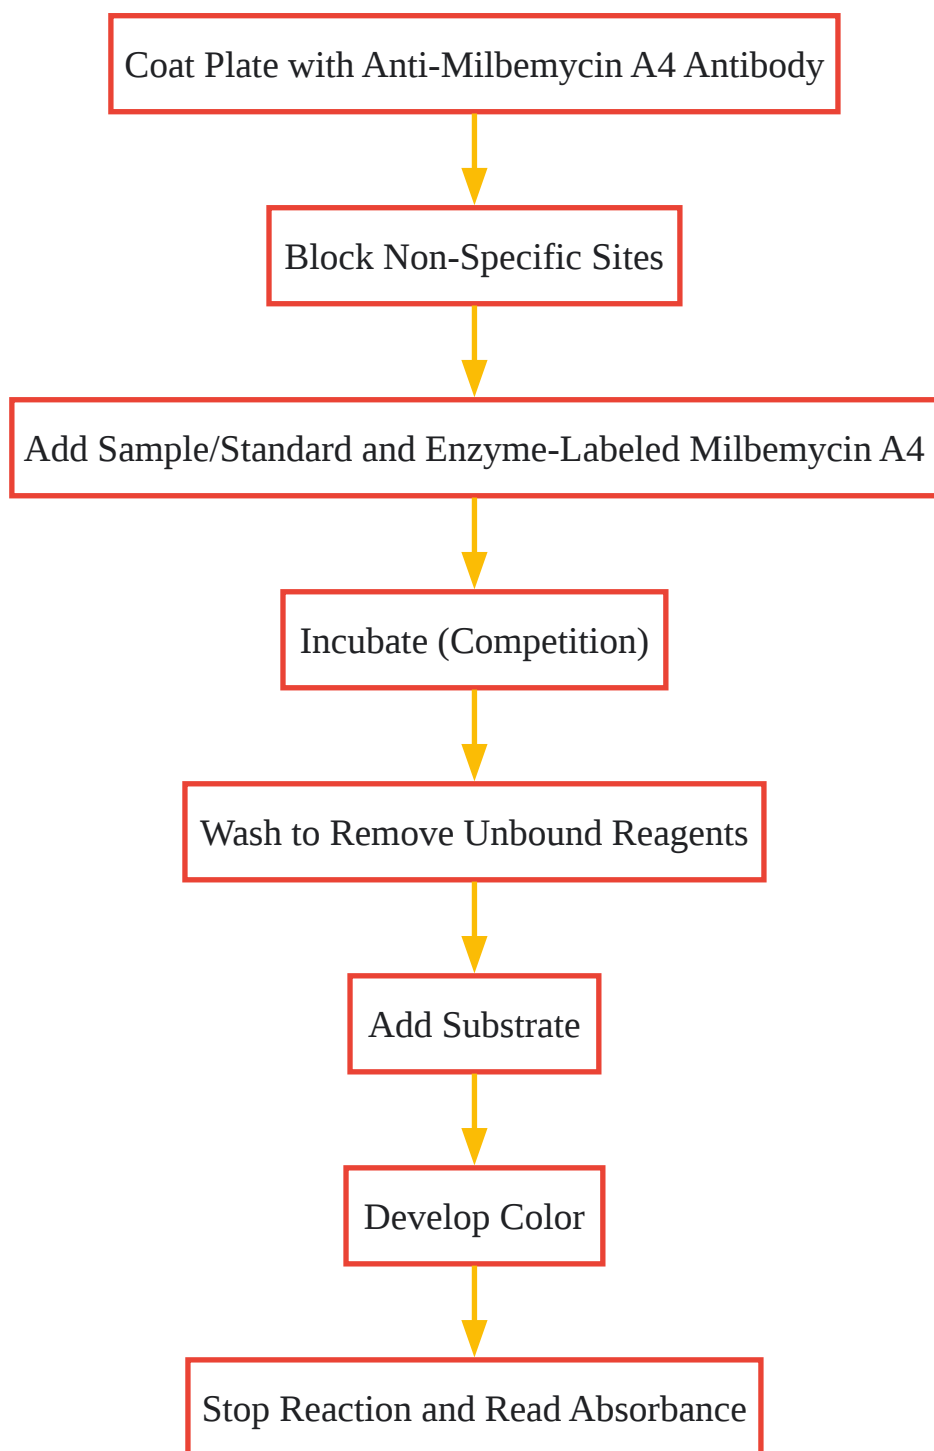 Coat Plate with Anti-Milbemycin A4 Antibody
Block Non-Specific Sites
Add Sample/Standard and Enzyme-Labeled Milbemycin A4
Incubate (Competition)
Wash to Remove Unbound Reagents
Add Substrate
Develop Color
Stop Reaction and Read Absorbance